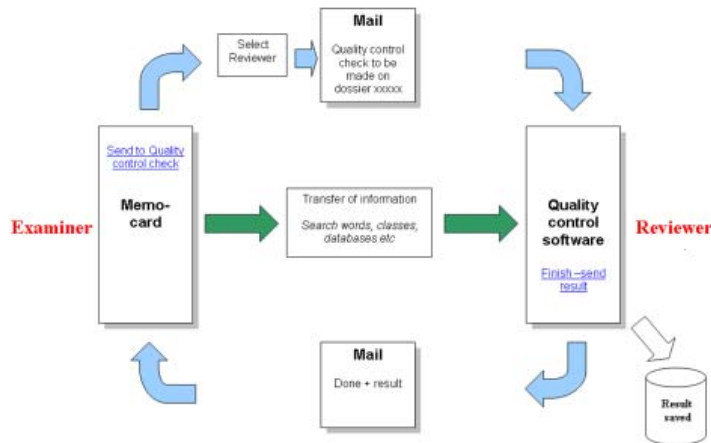 Select
Reviewer
Mail
Quality control
check to be
made on
dossier xxxxx
Send to Quality
control check
Memo-
card
Examiner
Transfer of information
Search words, classes,
databases etc
Quality
control
software
Finish –send
result
Reviewer
Mail
Done + result
Result
saved